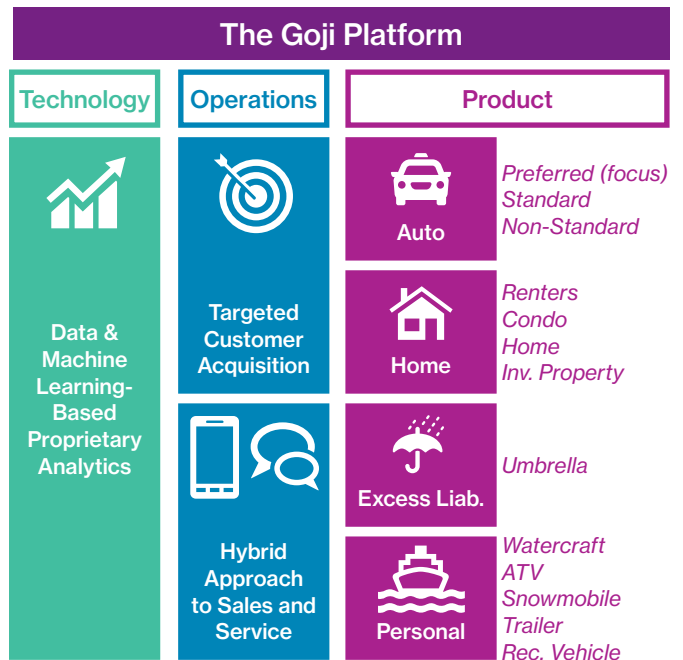 The Goji Platform
Technology
Operations
Product
Data &
Machine
Learning-
Based
Proprietary
Analytics
Targeted
Customer
Acquisition
Hybrid
Approach
to Sales and
Service
Auto
Preferred (focus)
Standard
Non-Standard
Home
Renters
Condo
Home
Inv. Property
Excess Liab.
Umbrella
Personal
Watercraft
ATV
Snowmobile
Trailer
Rec. Vehicle